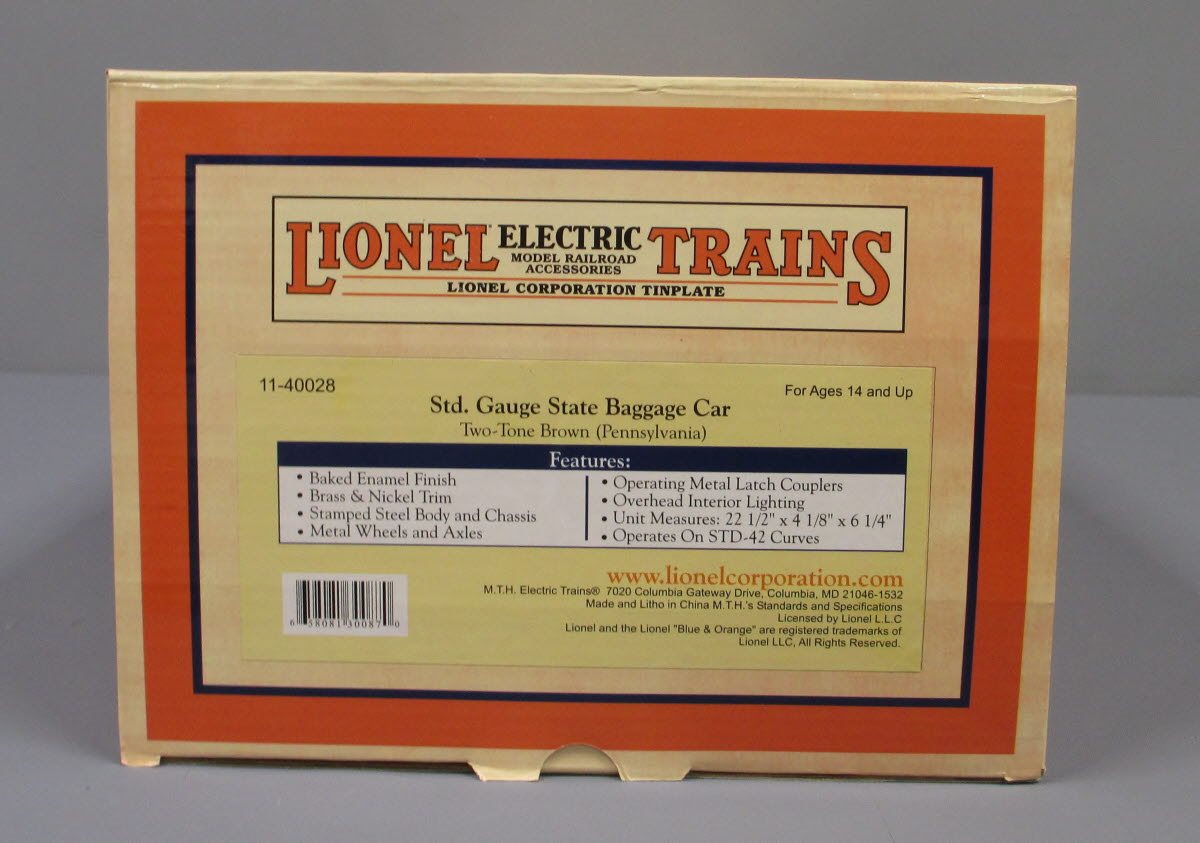 LIONEL ELECTRIC TRAINS
MODEL RAILROAD
ACCESSORIES
LIONEL CORPORATION TINPLATE
11-40028
For Ages 14 and Up
Std. Gauge State Baggage Car
Two-Tone Brown (Pennsylvania)
Features:
• Baked Enamel Finish
• Brass & Nickel Trim
• Stamped Steel Body and Chassis
• Metal Wheels and Axles
• Operating Metal Latch Couplers
• Overhead Interior Lighting
• Unit Measures: 22 1/2" x 4 1/8" x 6 1/4"
• Operates On STD-42 Curves
www.lionelcorporation.com
M.T.H. Electric Trains® 7020 Columbia Gateway Drive, Columbia, MD 21046-1532
Made and Litho in China M.T.H.'s Standards and Specifications
Licensed by Lionel L.L.C
Lionel and the Lionel "Blue & Orange" are registered trademarks of
Lionel LLC, All Rights Reserved.
6 58081 30087 0